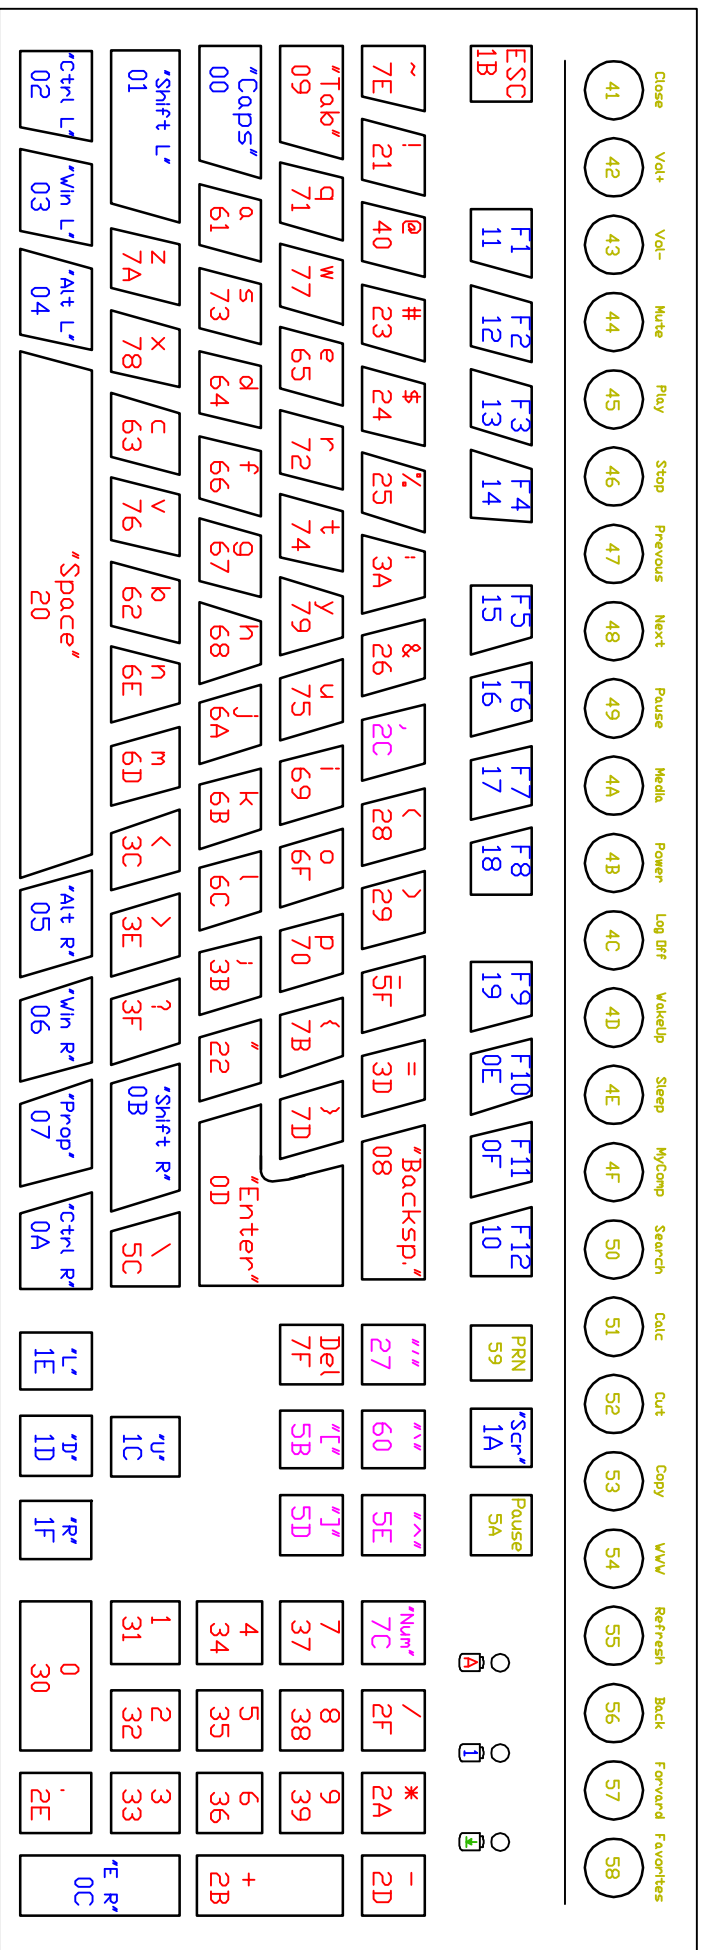 Close Vol+ Vol- Mute Play Stop Prevous Next Pause Media Power Log Off WakeUp Sleep MyComp Search Calc Cut Copy WWW Refresh Back Forvard Favorites
41 42 43 44 45 46 47 48 49 4A 4B 4C 4D 4E 4F 50 51 52 53 54 55 56 57 58
ESC F1 F2 F3 F4 F5 F6 F7 F8 F9 F10 F11 F12 PRN "Scr" Pause
1B 11 12 13 14 15 16 17 18 19 0E 0F 10 59 1A 5A
A 1
~ ! @ # $ % : & ' ( ) _ = "Backsp." "'" "`" "^" "Num" / * -
7E 21 40 23 24 25 3A 26 2C 28 29 5F 3D 08 27 60 5E 7C 2F 2A 2D
"Tab" q w e r t y u i o p { } Del "[" "]" 7 8 9
09 71 77 65 72 74 79 75 69 6F 70 7B 7D 7F 5B 5D 37 38 39
"Caps" a s d f g h j k l ; " "Enter" 4 5 6 +
00 61 73 64 66 67 68 6A 6B 6C 3B 22 0D 34 35 36 2B
"Shift L" z x c v b n m < > ? "Shift R" \ "U" 1 2 3
01 7A 78 63 76 62 6E 6D 3C 3E 3F 0B 5C 1C 31 32 33
"Ctrl L" "Win L" "Alt L" "Space" "Alt R" "Win R" "Prop" "Ctrl R" "L" "D" "R" 0 . "E R"
02 03 04 20 05 06 07 0A 1E 1D 1F 30 2E 0C